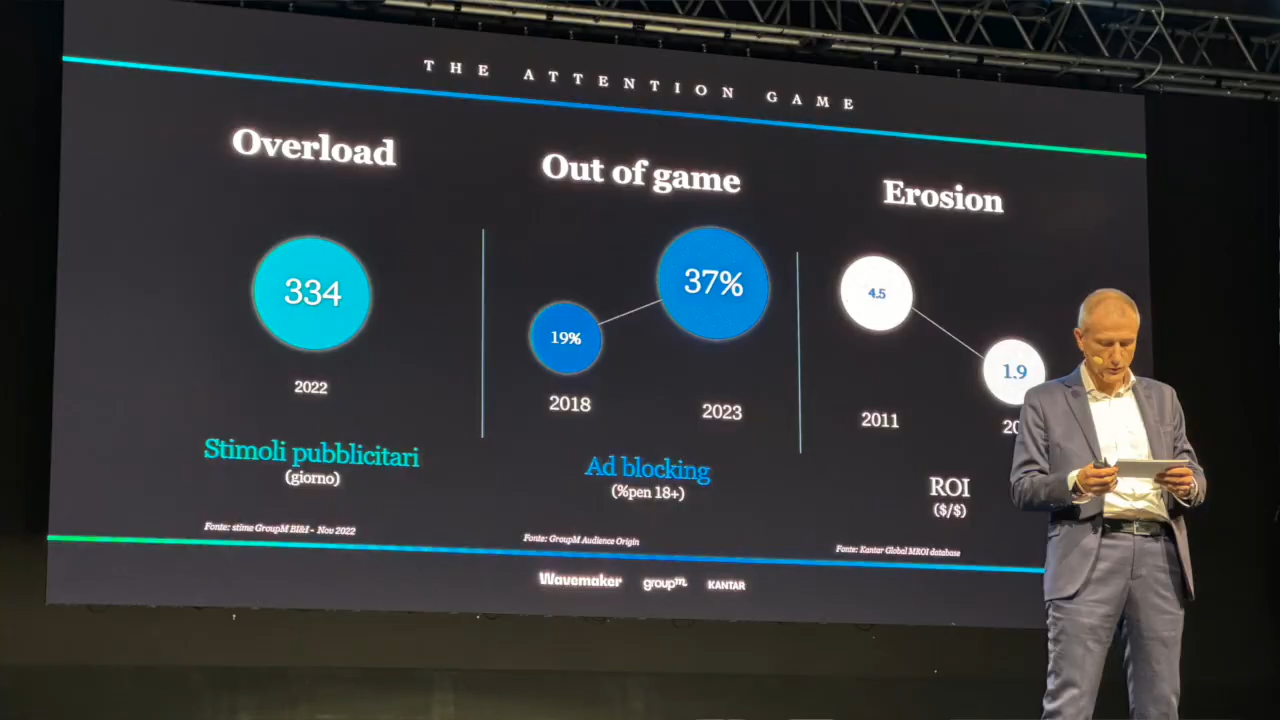 THE ATTENTION GAME
Overload
334
2022
Stimoli pubblicitari
(giorno)
Fonte: stime GroupM BI&I - Nov 2022
Out of game
19%
37%
2018
2023
Ad blocking
(%pen 18+)
Fonte: GroupM Audience Origin
Erosion
4.5
1.9
2011
ROI
($/$)
Fonte: Kantar Global MROI database
Wavemaker groupm KANTAR